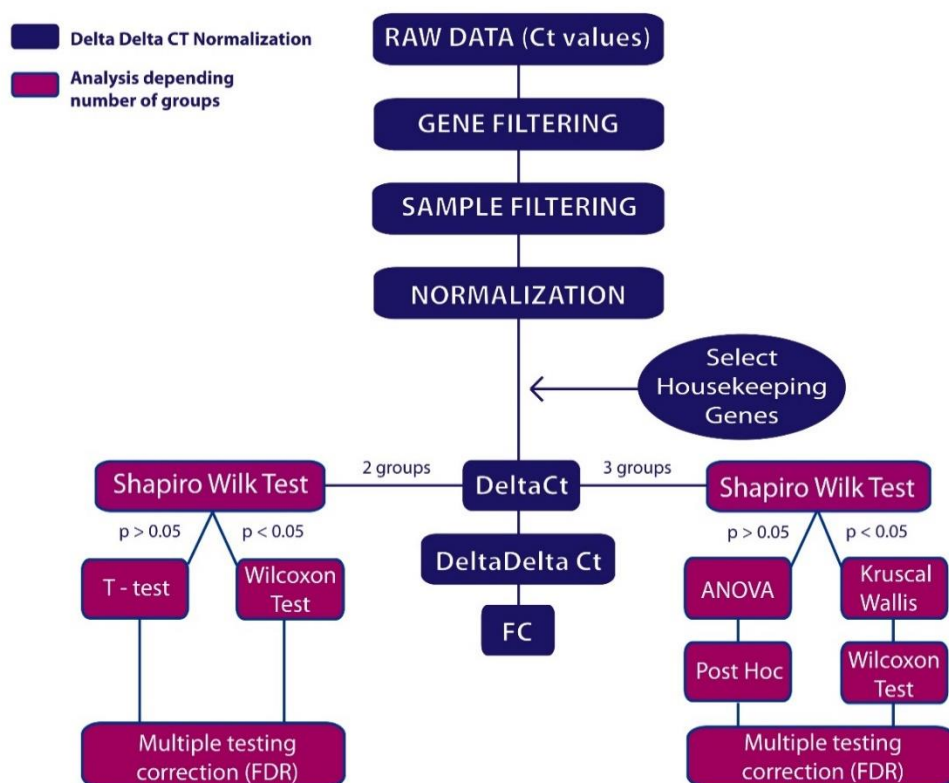 Delta Delta CT Normalization
Analysis depending
number of groups
RAW DATA (Ct values)
GENE FILTERING
SAMPLE FILTERING
NORMALIZATION
Select
Housekeeping
Genes
DeltaCt
2 groups
3 groups
Shapiro Wilk Test
p > 0.05
p < 0.05
T - test
Wilcoxon
Test
Multiple testing
correction (FDR)
DeltaDelta Ct
FC
Shapiro Wilk Test
p > 0.05
p < 0.05
ANOVA
Kruscal
Wallis
Post Hoc
Wilcoxon
Test
Multiple testing
correction (FDR)